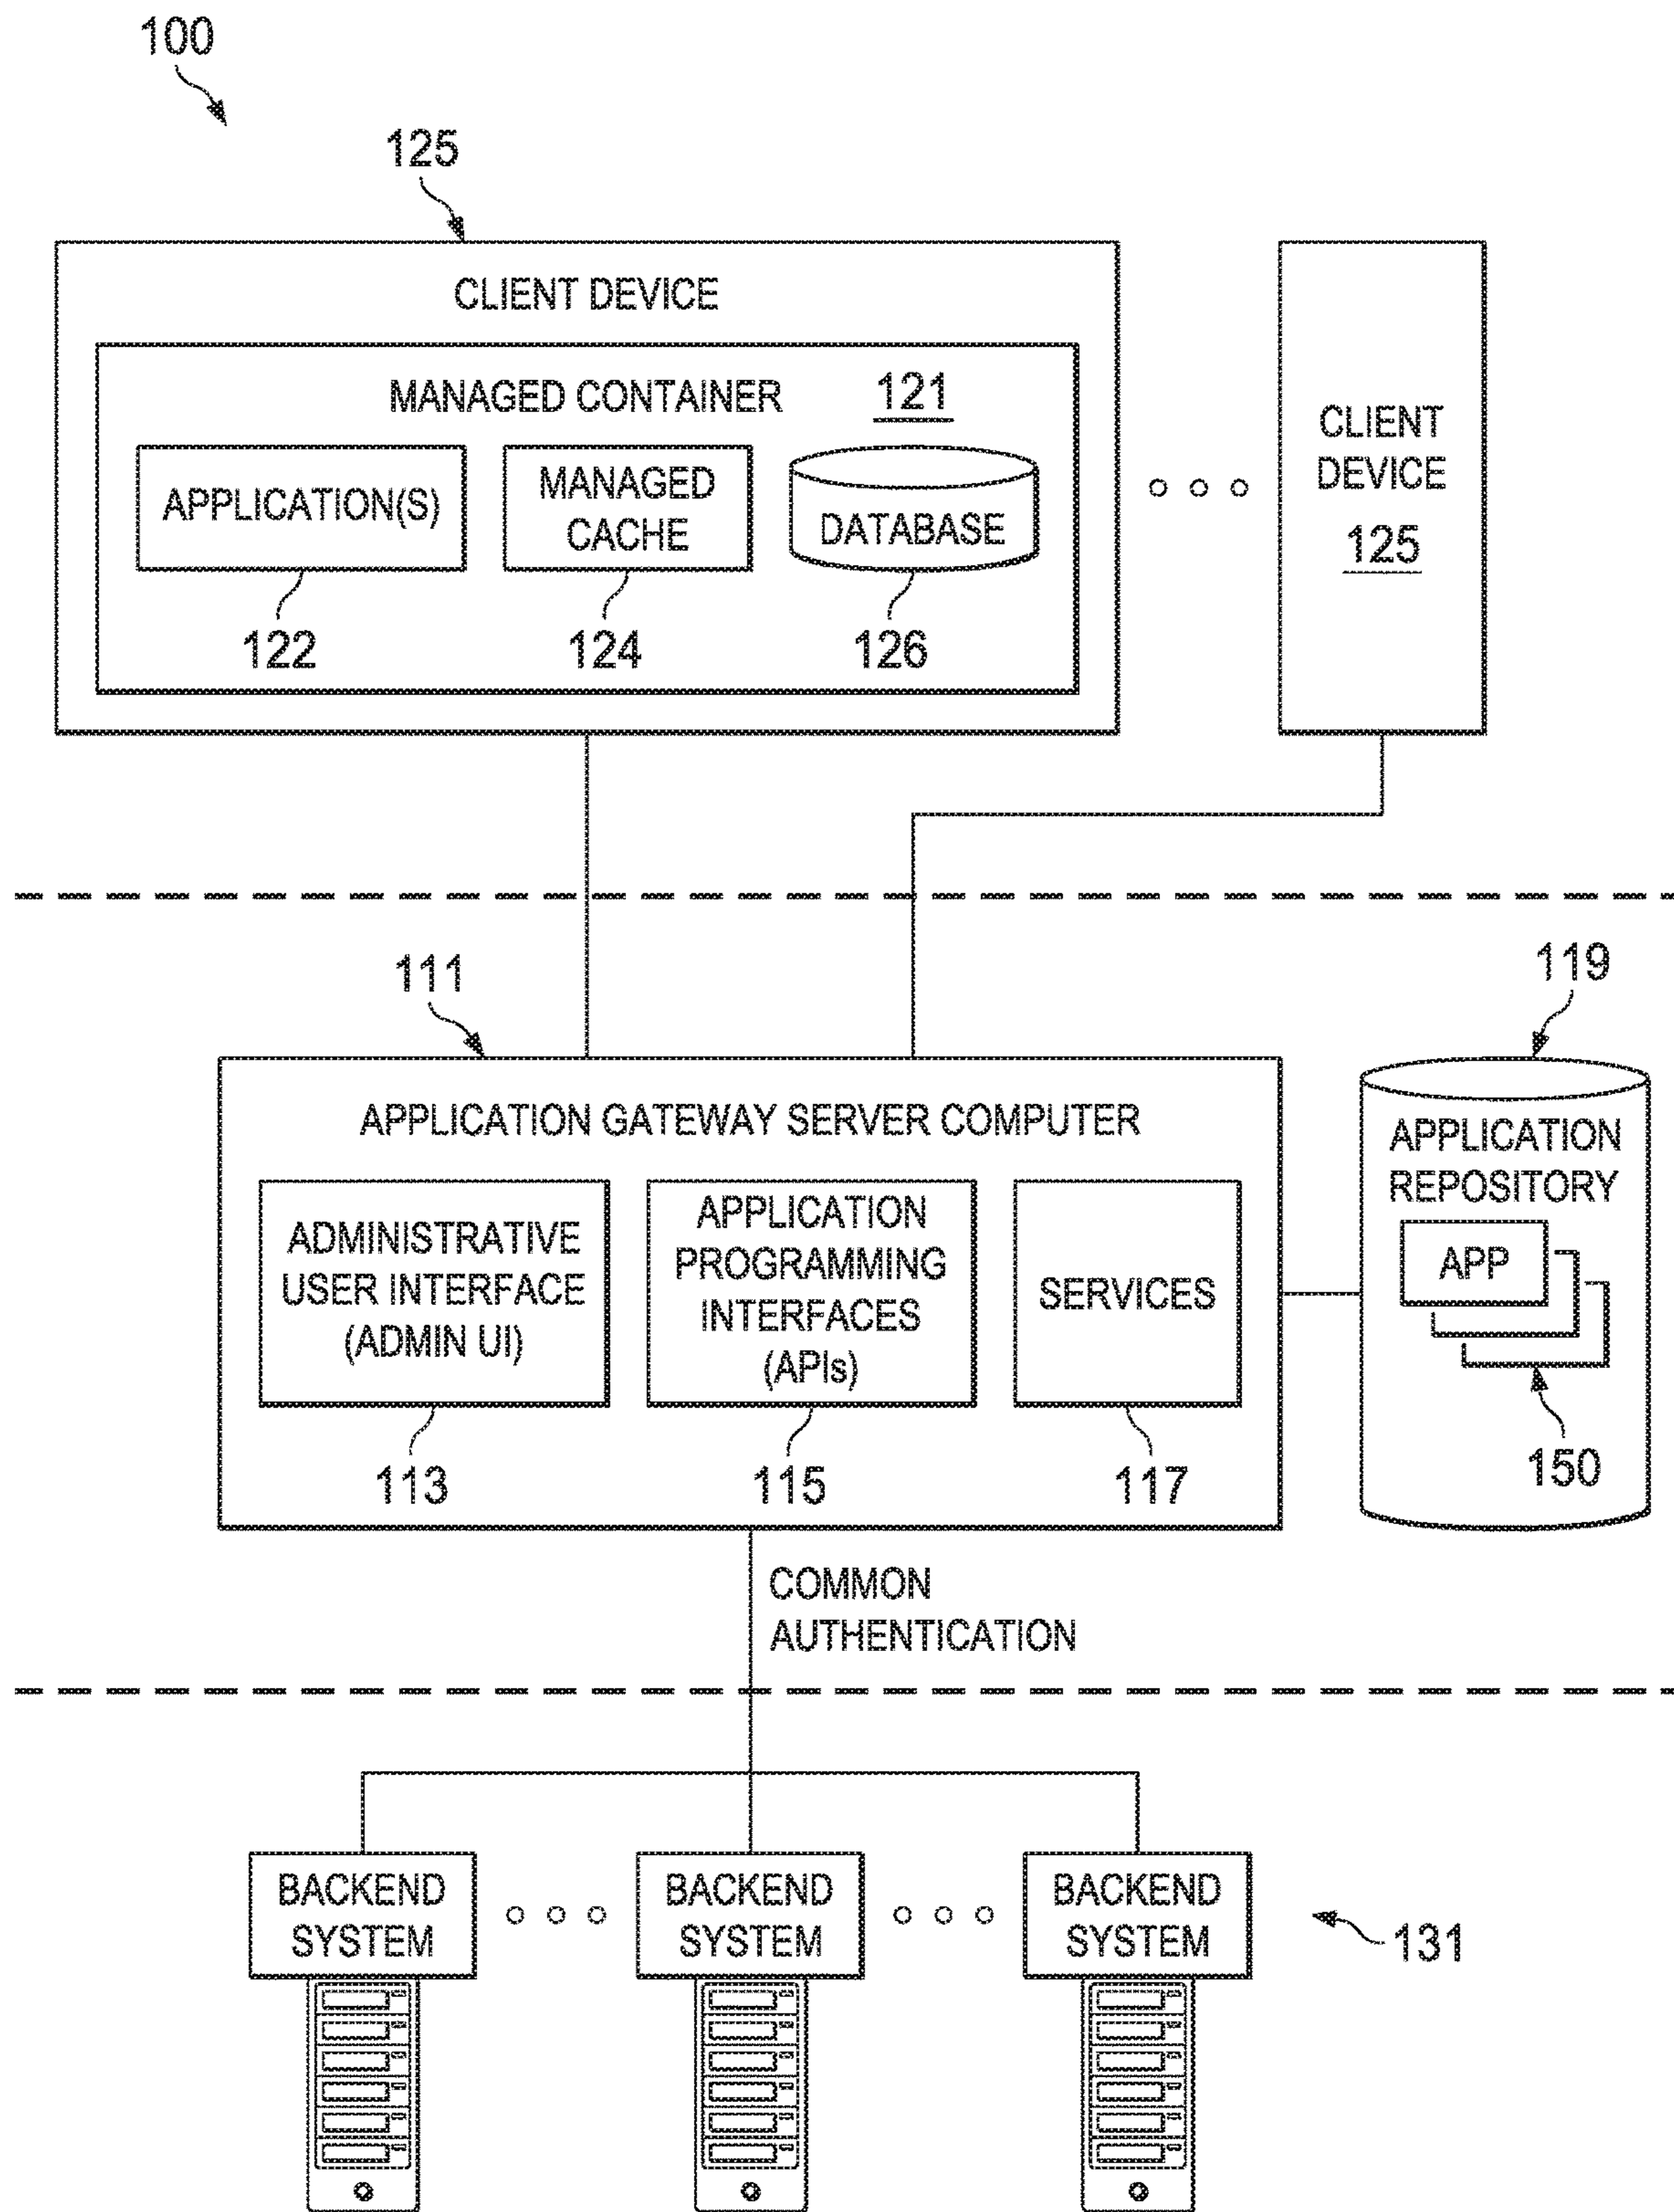 100
125
CLIENT DEVICE
MANAGED CONTAINER
121
APPLICATION(S)
MANAGED
CACHE
DATABASE
122
124
126
CLIENT
DEVICE
125
111
119
APPLICATION GATEWAY SERVER COMPUTER
ADMINISTRATIVE
USER INTERFACE
(ADMIN UI)
APPLICATION
PROGRAMMING
INTERFACES
(APIs)
SERVICES
113
115
117
APPLICATION
REPOSITORY
APP
150
COMMON
AUTHENTICATION
BACKEND
SYSTEM
BACKEND
SYSTEM
BACKEND
SYSTEM
131